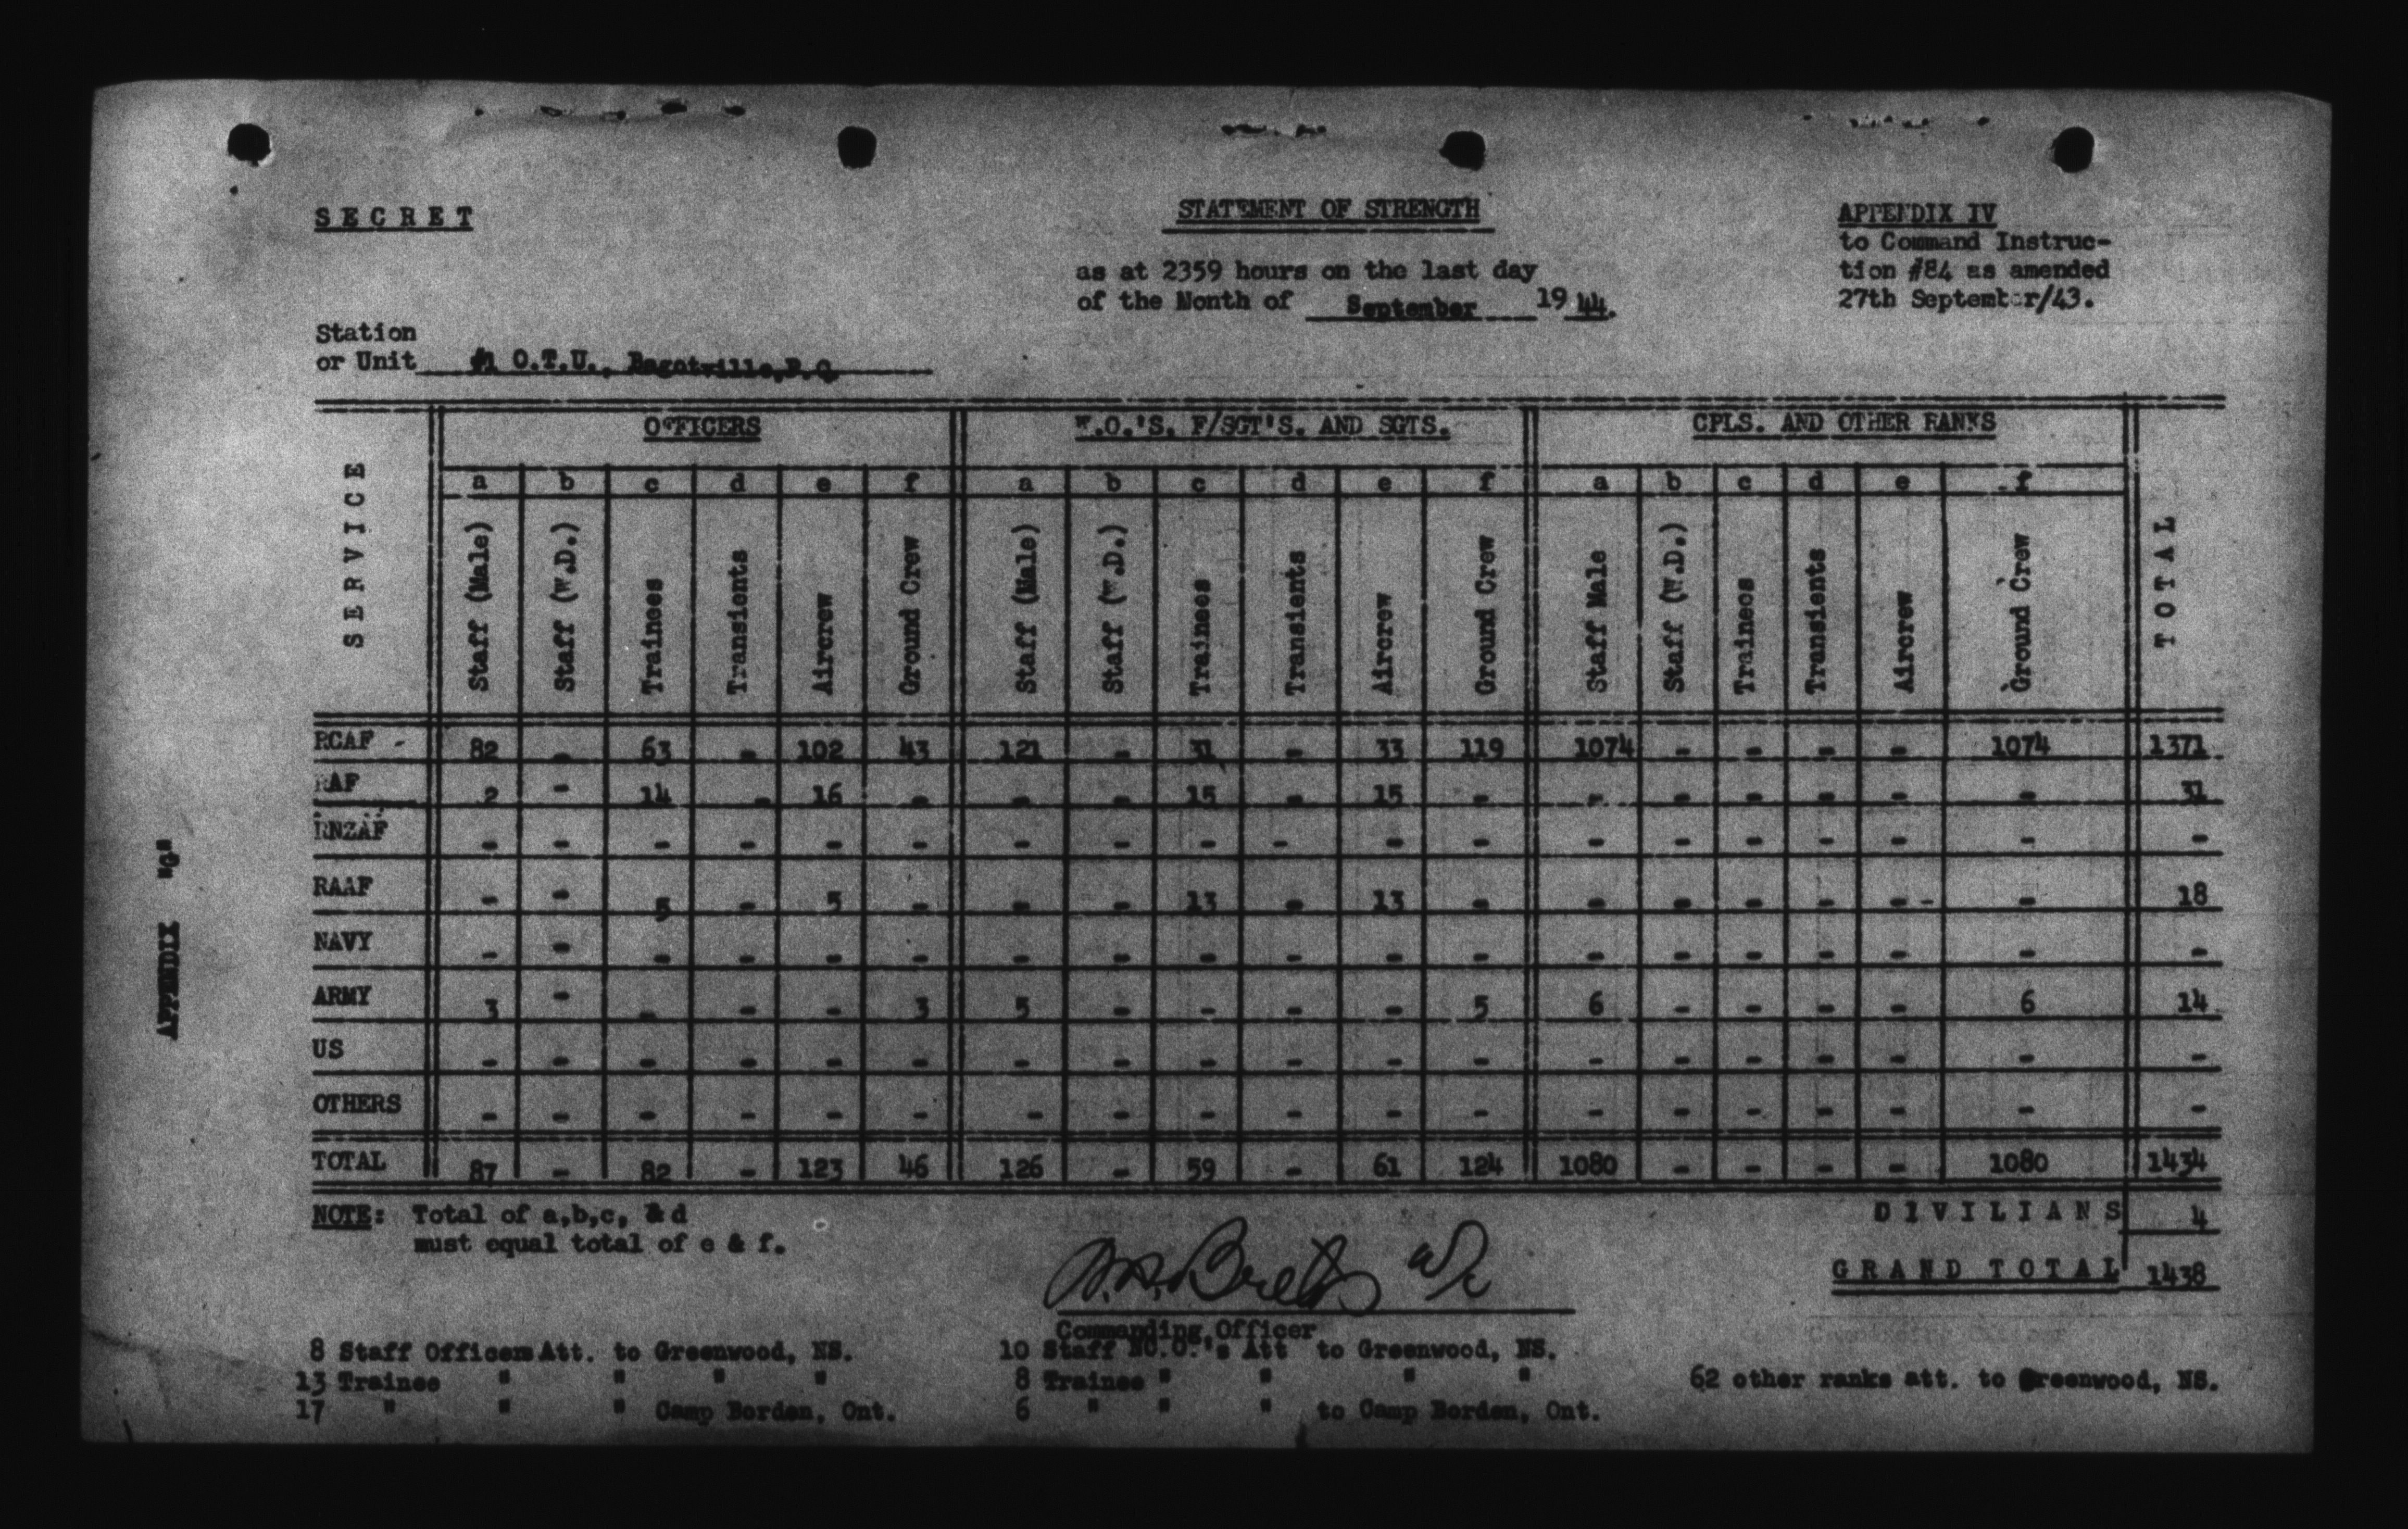 SECRET
STATEMENT OF STRENGTH
APPENDIX IV
to Command Instruc-
tion #84 as amended
27th September/43.
as at 2359 hours on the last day
of the Month of September 19 44.
Station
or Unit #1 O.T.U., Bagotville, P.Q.
SERVICE
OFFICERS
W.O.'S. F/SGT'S. AND SGTS.
CPLS. AND OTHER RANKS
TOTAL
a b c d e f a b c d e f a b c d e f
Staff (Male) Staff (W.D.) Trainees Transients Aircrew Ground Crew Staff (Male) Staff (W.D.) Trainees Transients Aircrew Ground Crew Staff Male Staff (W.D.) Trainees Transients Aircrew Ground Crew
RCAF - 82 - 63 - 102 43 121 - 31 - 33 119 1074 - - - - 1074 1371
RAF 2 - 14 - 16 - - - 15 - 15 - - - - - - - 31
RNZAF - - - - - - - - - - - - - - - - - - -
RAAF - - 5 - 5 - - - 13 - 13 - - - - - - - 18
NAVY - - - - - - - - - - - - - - - - - - -
ARMY 3 - - - - 3 5 - - - - 5 6 - - - - 6 14
US - - - - - - - - - - - - - - - - - - -
OTHERS - - - - - - - - - - - - - - - - - - -
TOTAL 87 - 82 - 123 46 126 - 59 - 61 124 1080 - - - - 1080 1434
APPENDIX "G"
NOTE: Total of a,b,c, & d
must equal total of e & f.
CIVILIANS 4
GRAND TOTAL 1438
Commanding Officer
8 Staff Officers Att. to Greenwood, NS.
13 Trainee " " " "
17 " " " Camp Borden, Ont.
10 Staff NC.O.'s Att to Greenwood, NS.
8 Trainee " " " "
6 " " " to Camp Borden, Ont.
62 other ranks att. to Greenwood, NS.